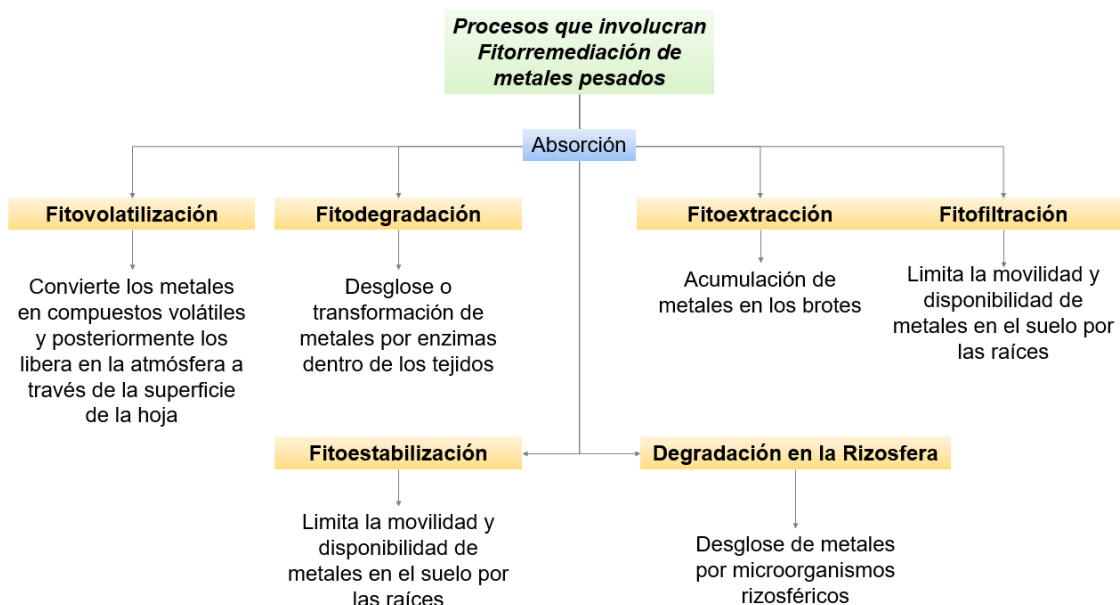 Procesos que involucran
Fitorremediación de
metales pesados
Absorción
Fitovolatilización
Convierte los metales
en compuestos volátiles
y posteriormente los
libera en la atmósfera a
través de la superficie
de la hoja
Fitodegradación
Desglose o
transformación de
metales por enzimas
dentro de los tejidos
Fitoextracción
Acumulación de
metales en los brotes
Fitofiltración
Limita la movilidad y
disponibilidad de
metales en el suelo por
las raíces
Fitoestabilización
Limita la movilidad y
disponibilidad de
metales en el suelo por
las raíces
Degradación en la Rizosfera
Desglose de metales
por microorganismos
rizosféricos